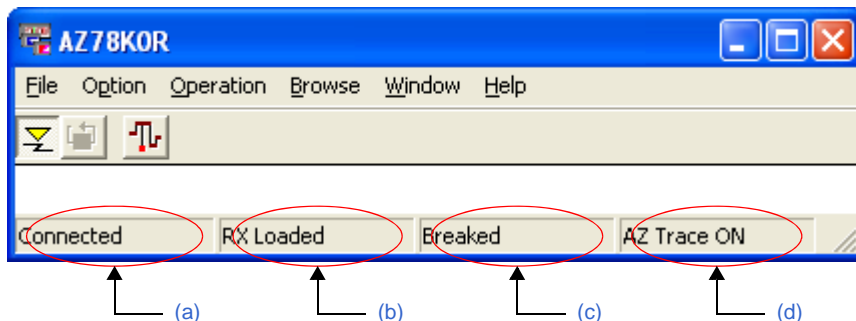 AZ78K0R
File Option Operation Browse Window Help
Connected RX Loaded Breaked AZ Trace ON
(a) (b) (c) (d)